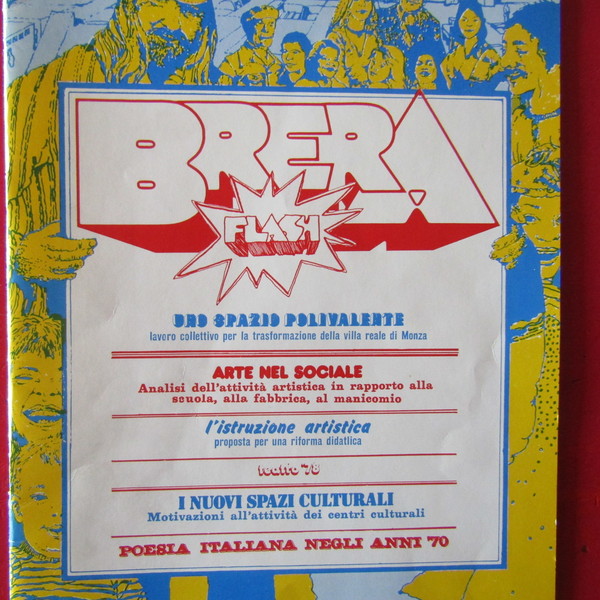 BRERA
FLASH
UNO SPAZIO POLIVALENTE
lavoro collettivo per la trasformazione della villa reale di Monza
ARTE NEL SOCIALE
Analisi dell'attività artistica in rapporto alla
scuola, alla fabbrica, al manicomio
l'istruzione artistica
proposta per una riforma didattica
teatro '78
I NUOVI SPAZI CULTURALI
Motivazioni all'attività dei centri culturali
POESIA ITALIANA NEGLI ANNI '70